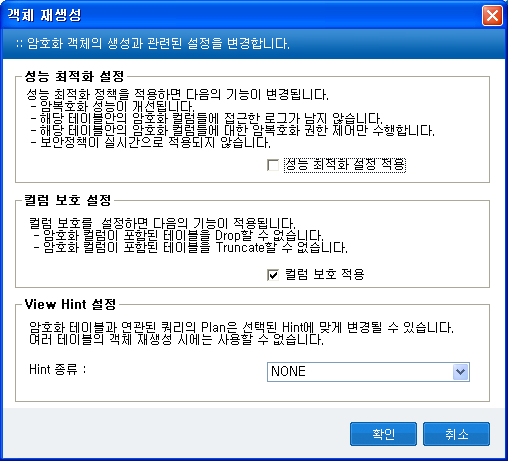 객체 재생성
:: 암호화 객체의 생성과 관련된 설정을 변경합니다.
성능 최적화 설정
성능 최적화 정책을 적용하면 다음의 기능이 변경됩니다.
- 암복호화 성능이 개선됩니다.
- 해당 테이블안의 암호화 컬럼들에 접근한 로그가 남지 않습니다.
- 해당 테이블안의 암호화 컬럼들에 대한 암복호화 권한 제어만 수행합니다.
- 보안정책이 실시간으로 적용되지 않습니다.
성능 최적화 설정 적용
컬럼 보호 설정
컬럼 보호를 설정하면 다음의 기능이 적용됩니다.
- 암호화 컬럼이 포함된 테이블을 Drop할 수 없습니다.
- 암호화 컬럼이 포함된 테이블을 Truncate할 수 없습니다.
컬럼 보호 적용
View Hint 설정
암호화 테이블과 연관된 쿼리의 Plan은 선택된 Hint에 맞게 변경될 수 있습니다.
여러 테이블의 객체 재생성 시에는 사용할 수 없습니다.
Hint 종류 :
NONE
확인
취소